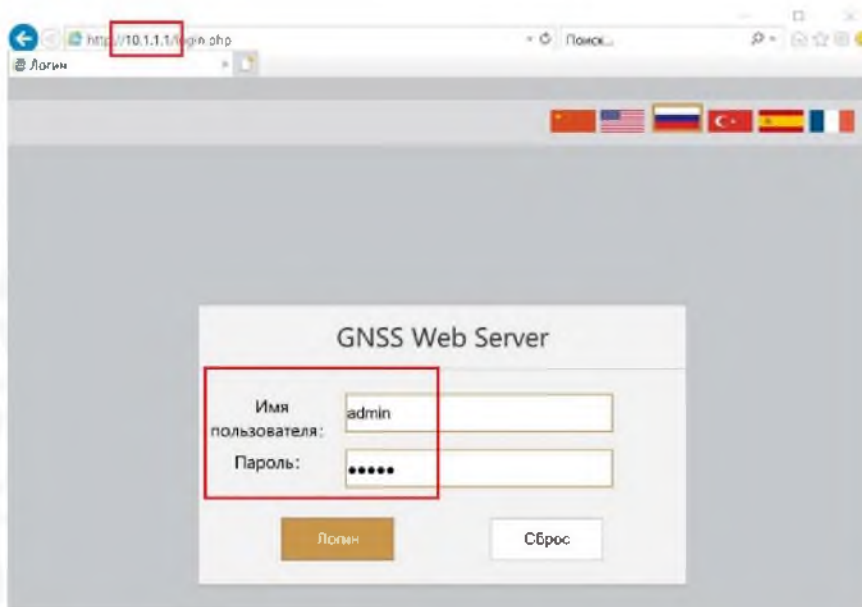 http://10.1.1.1/login.php
Поиск...
Логин
GNSS Web Server
Имя
пользователя:
admin
Пароль:
•••••
Логин
Сброс